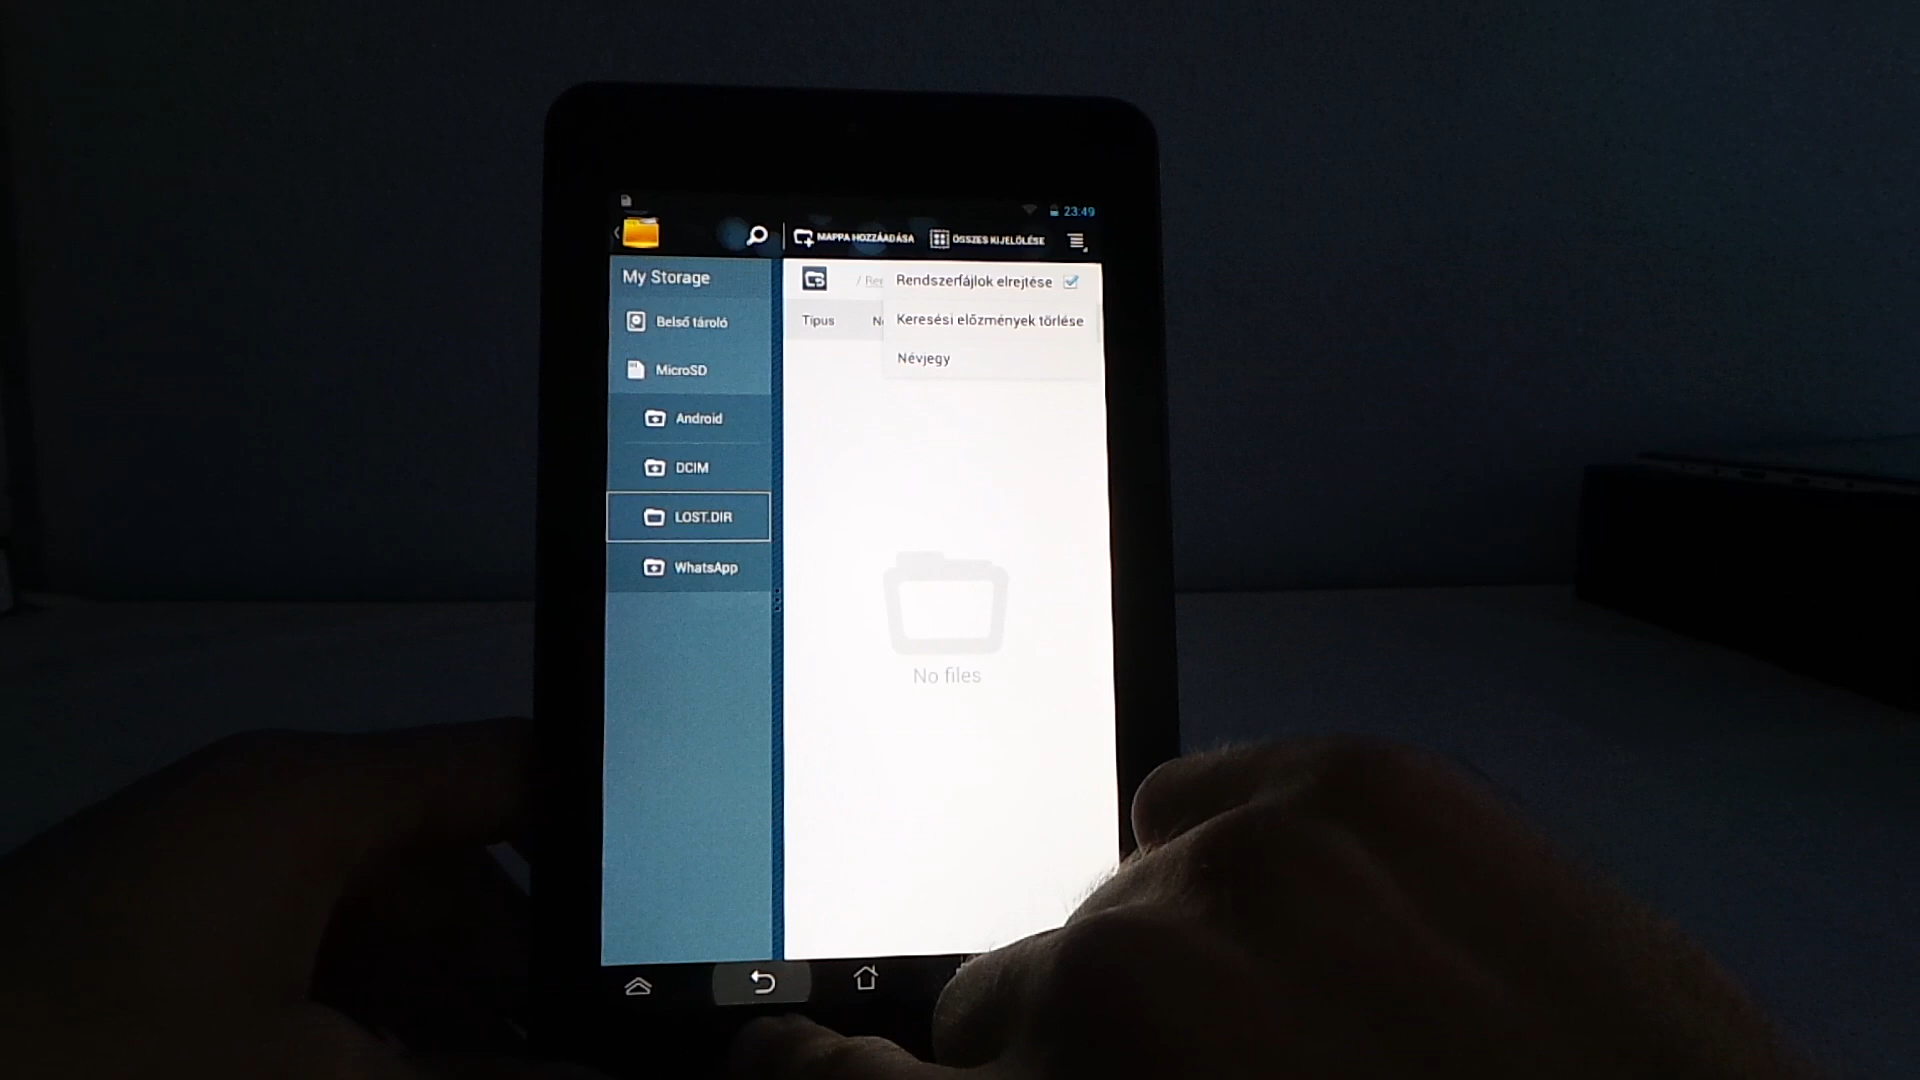 23:49
MAPPA HOZZÁADÁSA
ÖSSZES KIJELÖLÉSE
My Storage
Belső tároló
MicroSD
Android
DCIM
LOST.DIR
WhatsApp
/
Rendszerfájlok elrejtése
Típus
Keresési előzmények törlése
Névjegy
No files